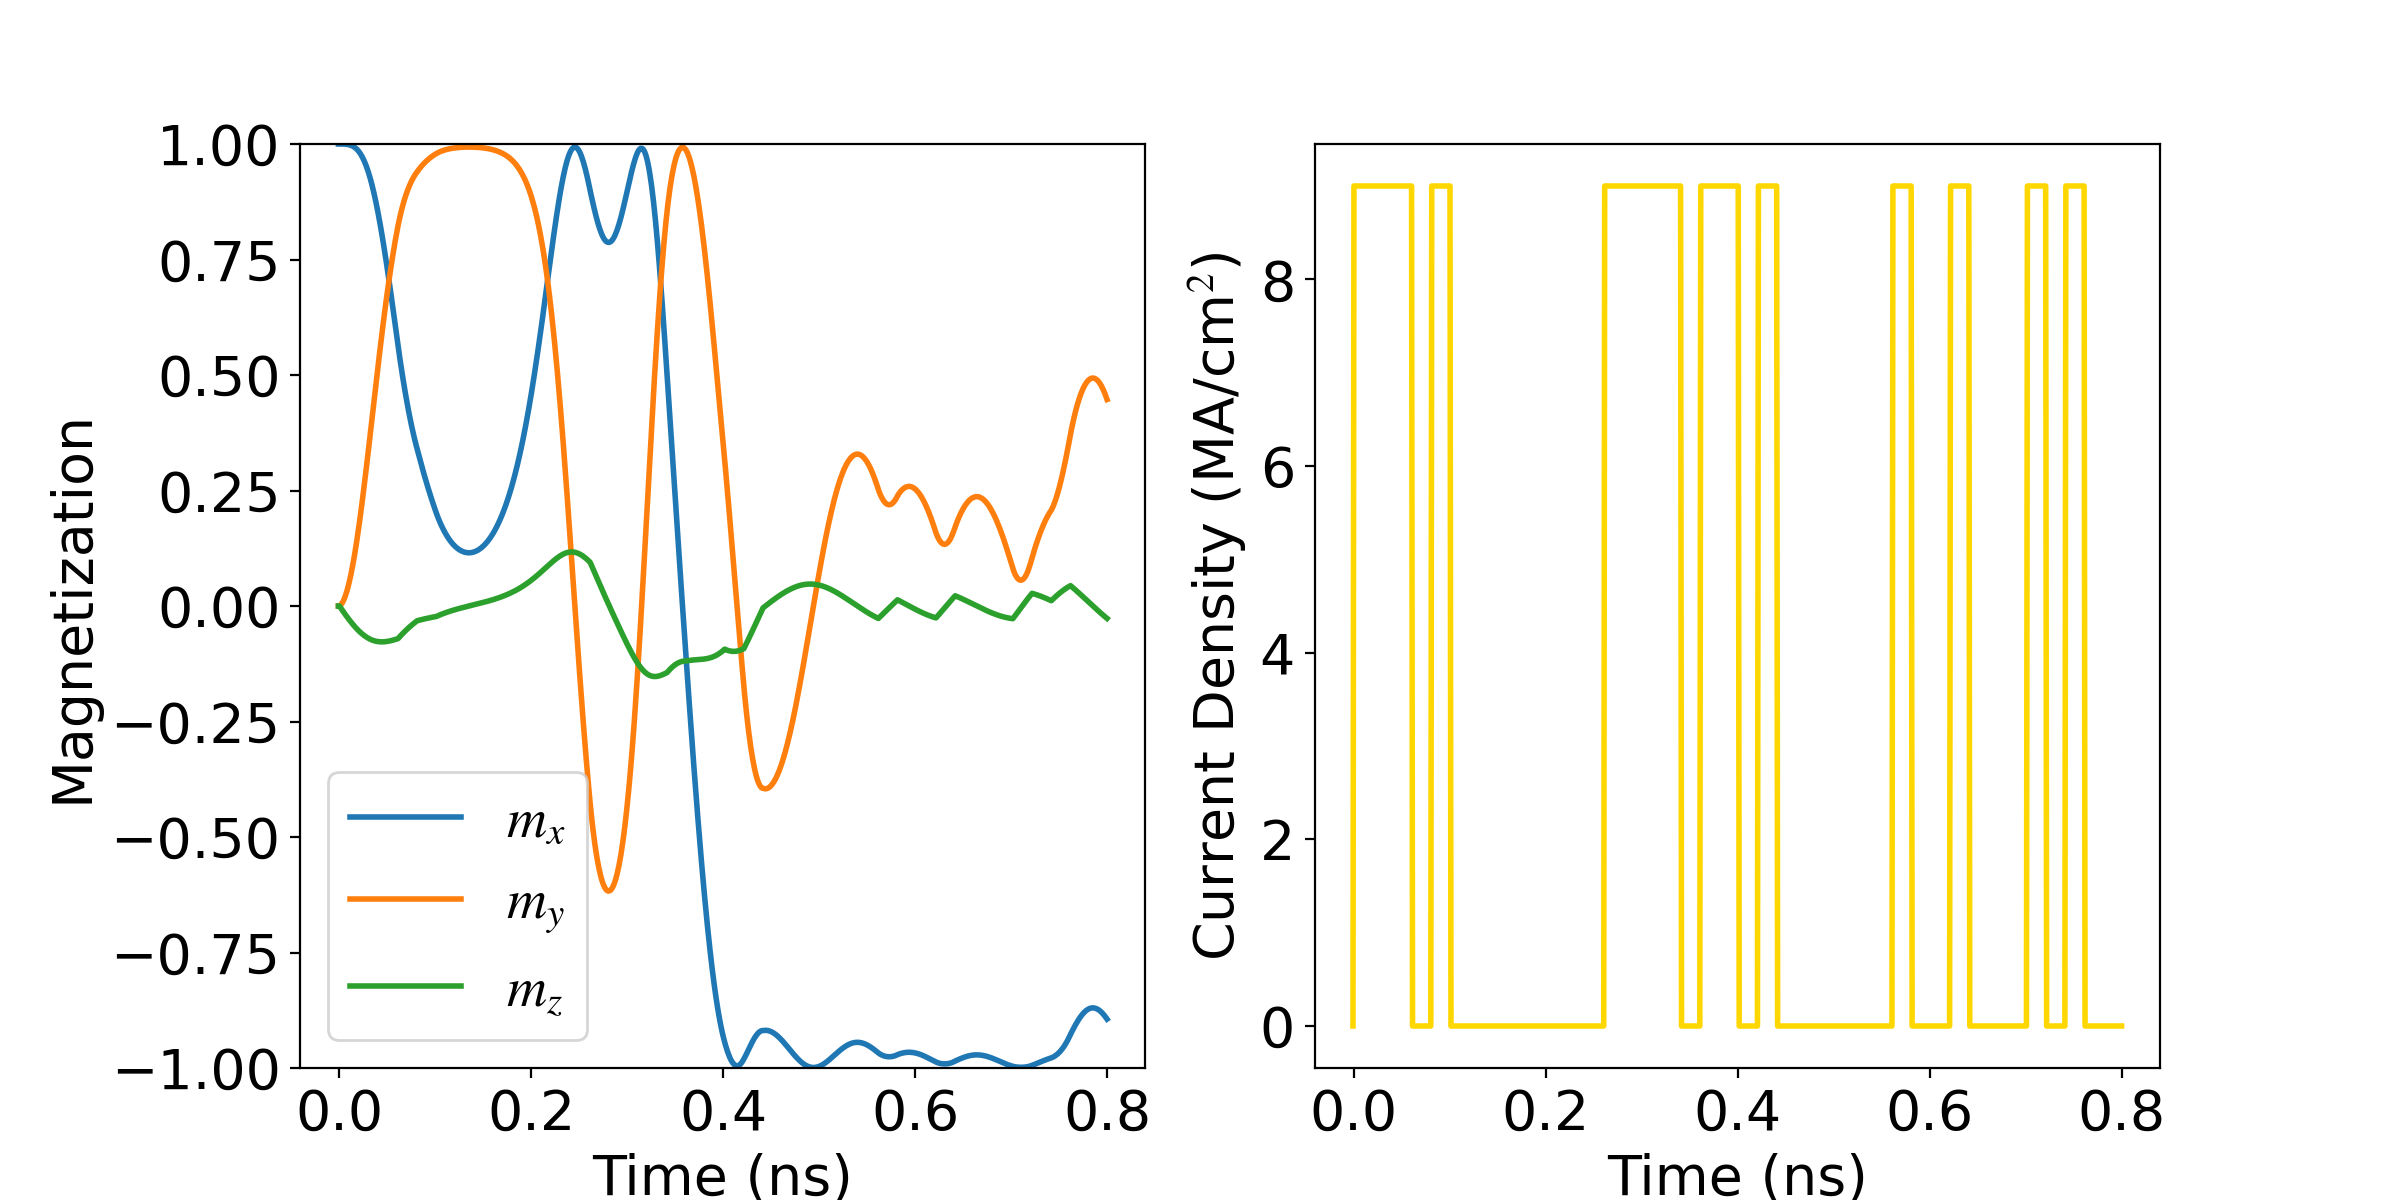 1.00
0.75
0.50
0.25
0.00
−0.25
−0.50
−0.75
−1.00
Magnetization
m_x
m_y
m_z
0.0 0.2 0.4 0.6 0.8
Time (ns)
8
6
4
2
0
Current Density (MA/cm²)
0.0 0.2 0.4 0.6 0.8
Time (ns)